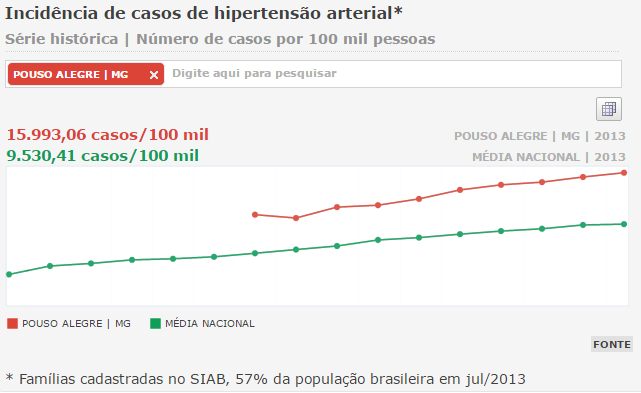 Incidência de casos de hipertensão arterial*
Série histórica | Número de casos por 100 mil pessoas
POUSO ALEGRE | MG × Digite aqui para pesquisar
15.993,06 casos/100 mil POUSO ALEGRE | MG | 2013
9.530,41 casos/100 mil MÉDIA NACIONAL | 2013
POUSO ALEGRE | MG MÉDIA NACIONAL
FONTE
* Famílias cadastradas no SIAB, 57% da população brasileira em jul/2013